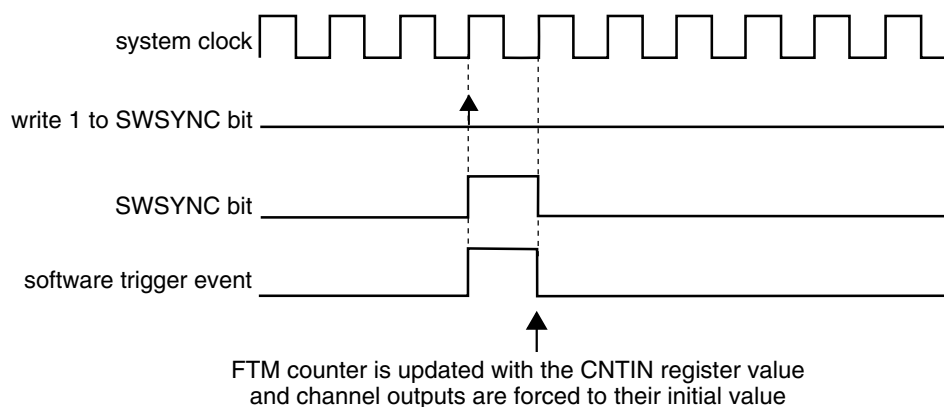 system clock
write 1 to SWSYNC bit
SWSYNC bit
software trigger event
FTM counter is updated with the CNTIN register value
and channel outputs are forced to their initial value